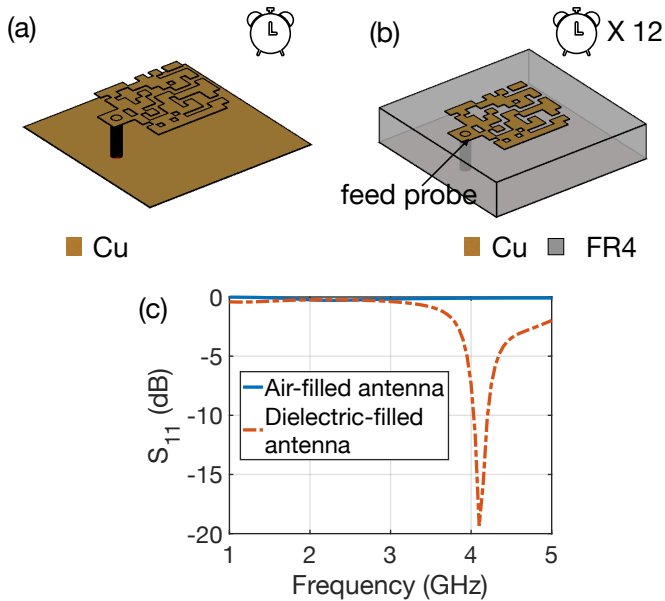 (a)
(b)
X 12
feed probe
Cu
Cu
FR4
(c)
0
-5
-10
-15
-20
S11 (dB)
Air-filled antenna
Dielectric-filled
antenna
1
2
3
4
5
Frequency (GHz)